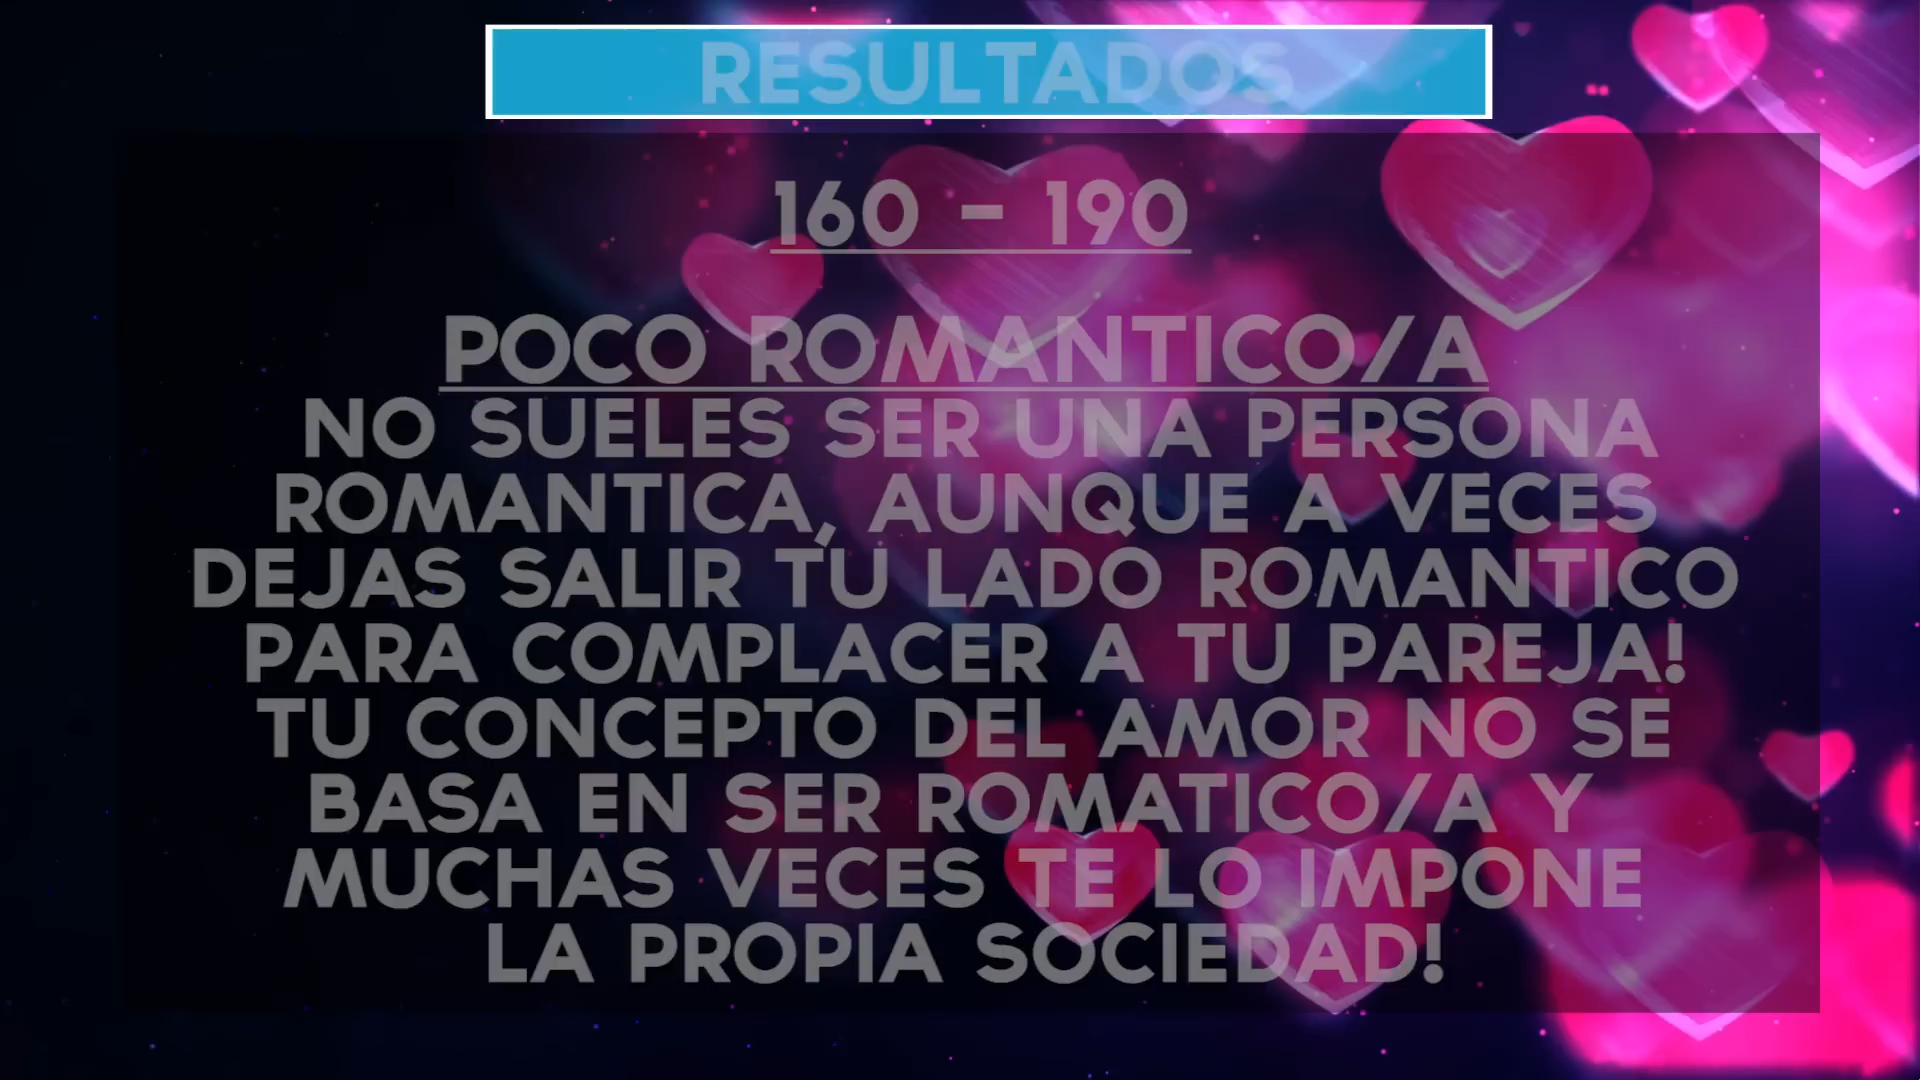 RESULTADOS
160 - 190
POCO ROMANTICO/A
NO SUELES SER UNA PERSONA
ROMANTICA, AUNQUE A VECES
DEJAS SALIR TU LADO ROMANTICO
PARA COMPLACER A TU PAREJA!
TU CONCEPTO DEL AMOR NO SE
BASA EN SER ROMATICO/A Y
MUCHAS VECES TE LO IMPONE
LA PROPIA SOCIEDAD!